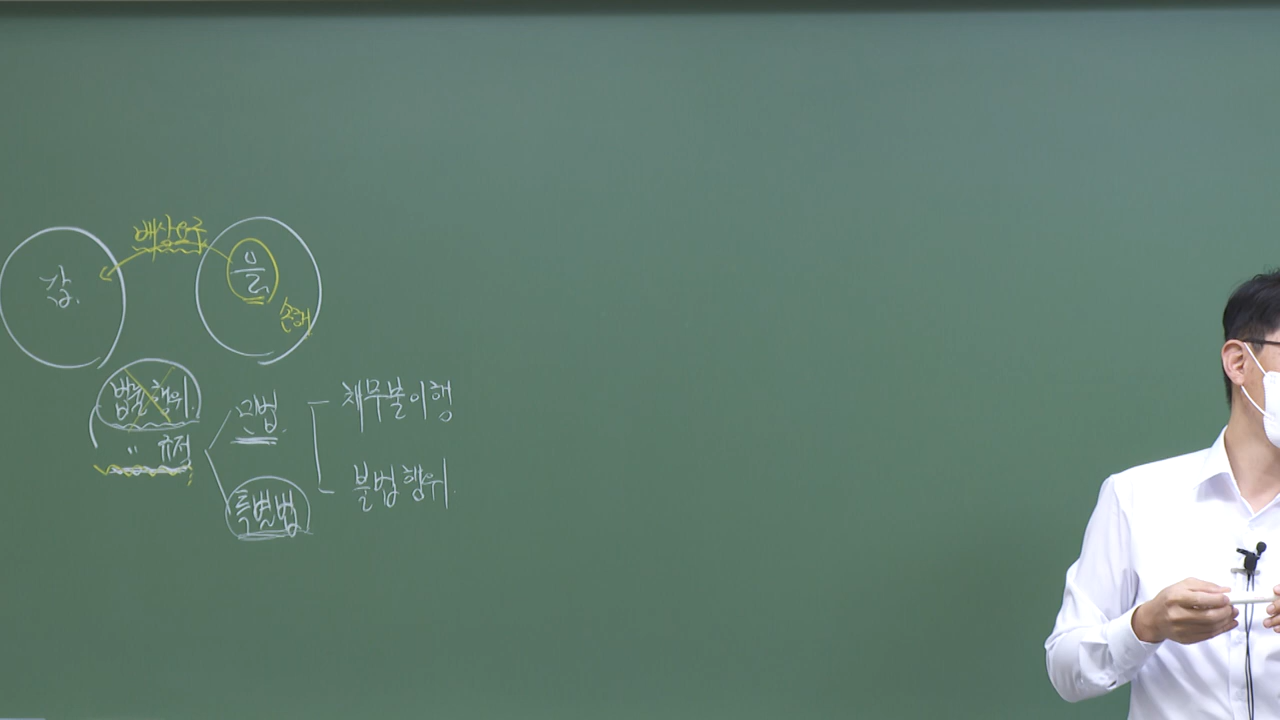 배상요구
갑.
을
손해
법률행위.
〃 규정
민법.
특별법
채무불이행
불법행위.